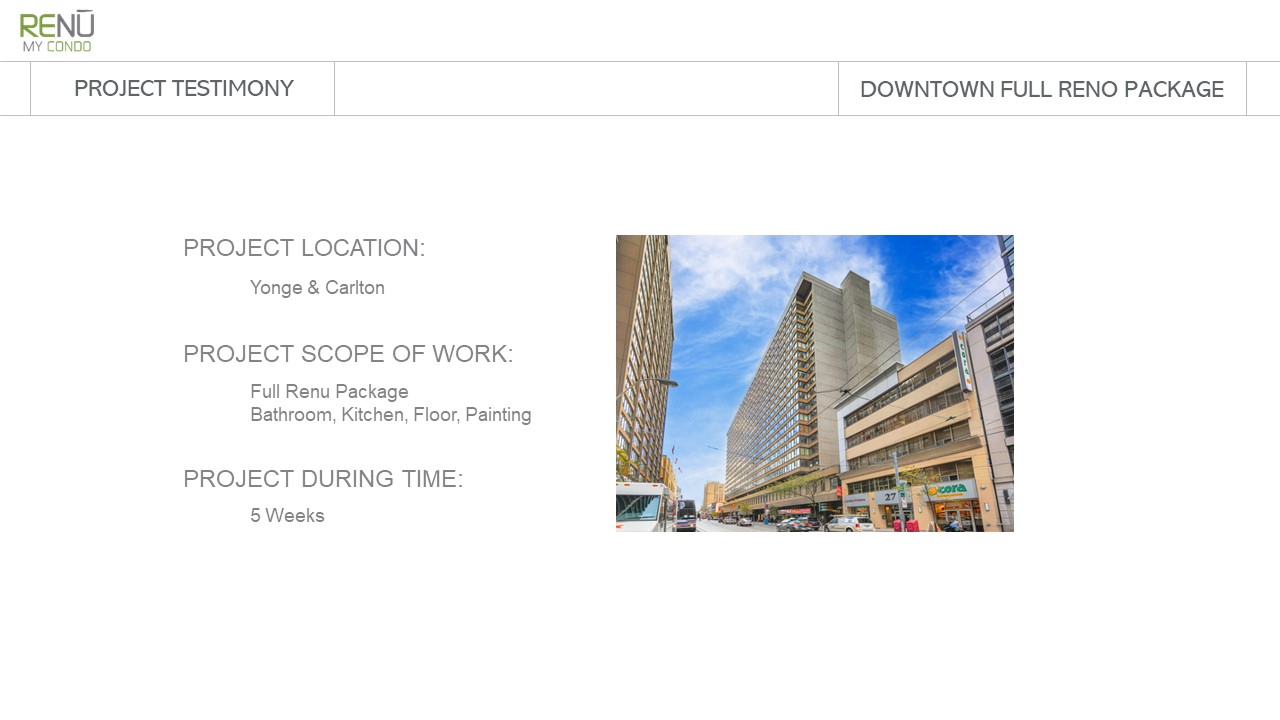 RENŪ
MY CONDO
PROJECT TESTIMONY
DOWNTOWN FULL RENO PACKAGE
PROJECT LOCATION:
Yonge & Carlton
PROJECT SCOPE OF WORK:
Full Renu Package
Bathroom, Kitchen, Floor, Painting
PROJECT DURING TIME:
5 Weeks
cora
27
cora